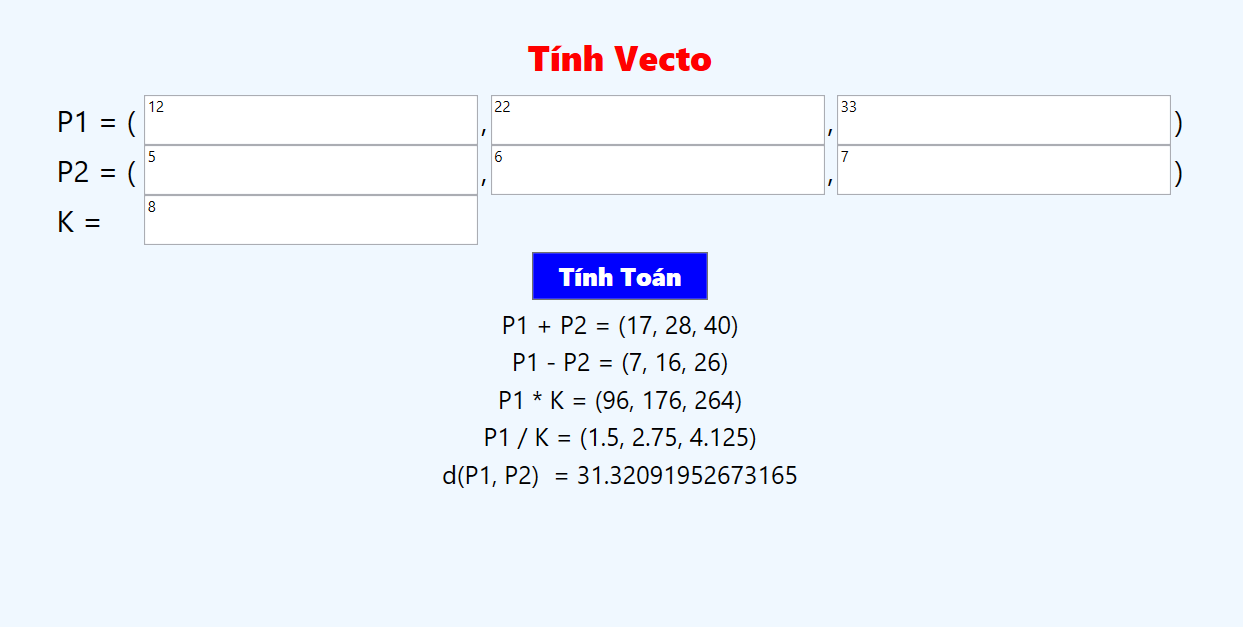 Tính Vecto
P1 = ( 12 , 22 , 33 )
P2 = ( 5 , 6 , 7 )
K = 8
Tính Toán
P1 + P2 = (17, 28, 40)
P1 - P2 = (7, 16, 26)
P1 * K = (96, 176, 264)
P1 / K = (1.5, 2.75, 4.125)
d(P1, P2)  = 31.32091952673165